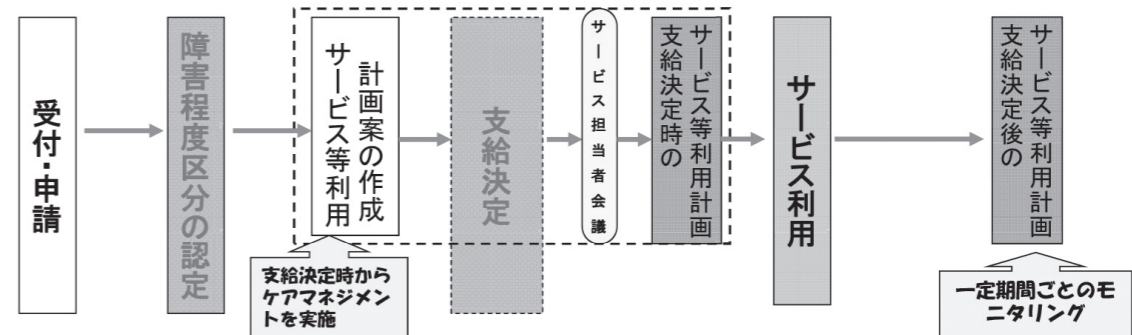 受付・申請
障害程度区分の認定
サービス等利用
計画案の作成
支給決定時から
ケアマネジメン
トを実施
支給決定
サービス担当者会議
支給決定時の
サービス等利用計画
サービス利用
支給決定後の
サービス等利用計画
一定期間ごとのモ
ニタリング